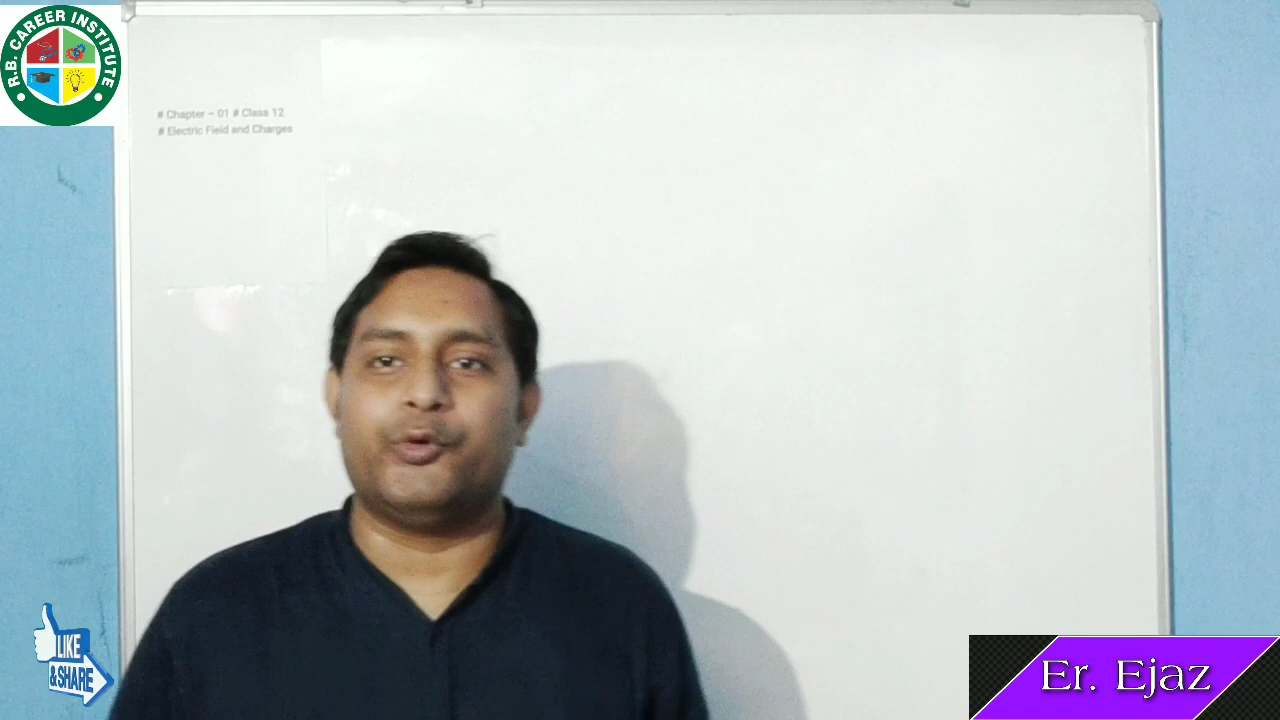 R.B. CAREER INSTITUTE
# Chapter – 01 # Class 12
# Electric Field and Charges
LIKE
& SHARE
Er. Ejaz